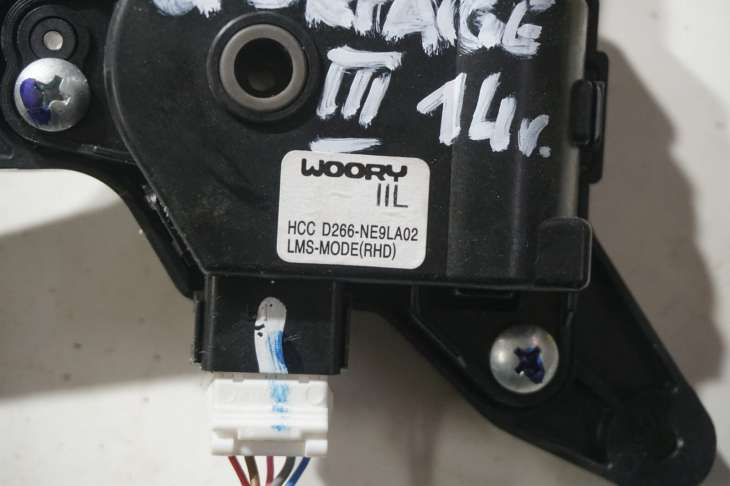 III
14r.
WOORY
IIL
HCC D266-NE9LA02
LMS-MODE(RHD)